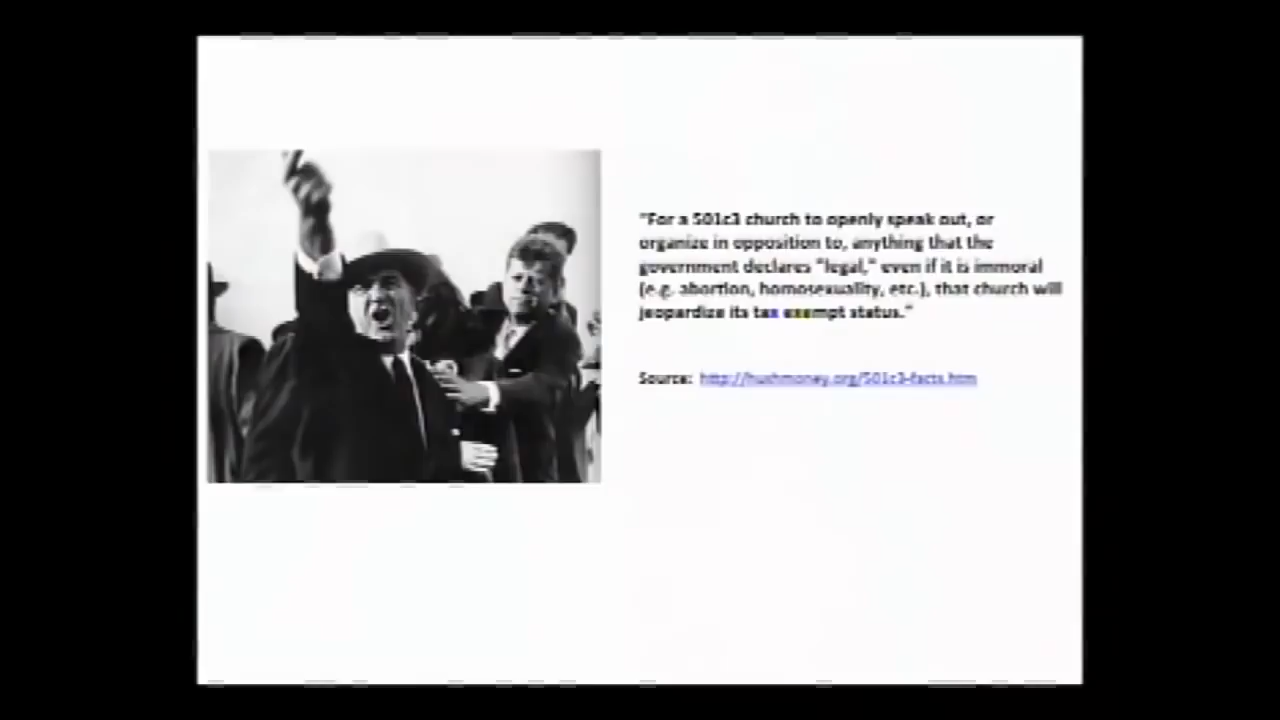 "For a 501c3 church to openly speak out, or
organize in opposition to, anything that the
government declares "legal," even if it is immoral
(e.g. abortion, homosexuality, etc.), that church will
jeopardize its tax exempt status."
Source: http://hushmoney.org/501c3-facts.htm